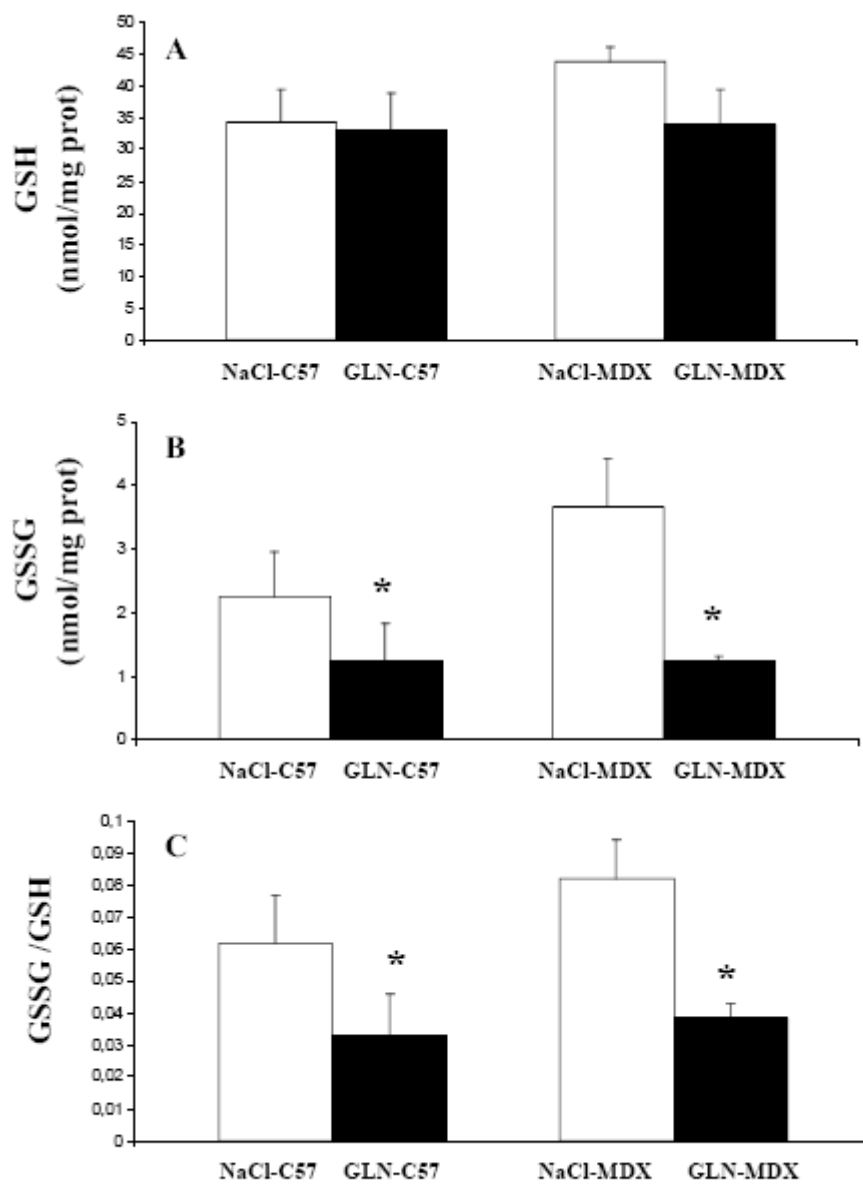 A
GSH
(nmol/mg prot)
50
45
40
35
30
25
20
15
10
5
0
NaCl-C57 GLN-C57 NaCl-MDX GLN-MDX
B
GSSG
(nmol/mg prot)
5
4
3
2
1
0
* *
NaCl-C57 GLN-C57 NaCl-MDX GLN-MDX
C
GSSG /GSH
0,1
0,09
0,08
0,07
0,06
0,05
0,04
0,03
0,02
0,01
0
* *
NaCl-C57 GLN-C57 NaCl-MDX GLN-MDX